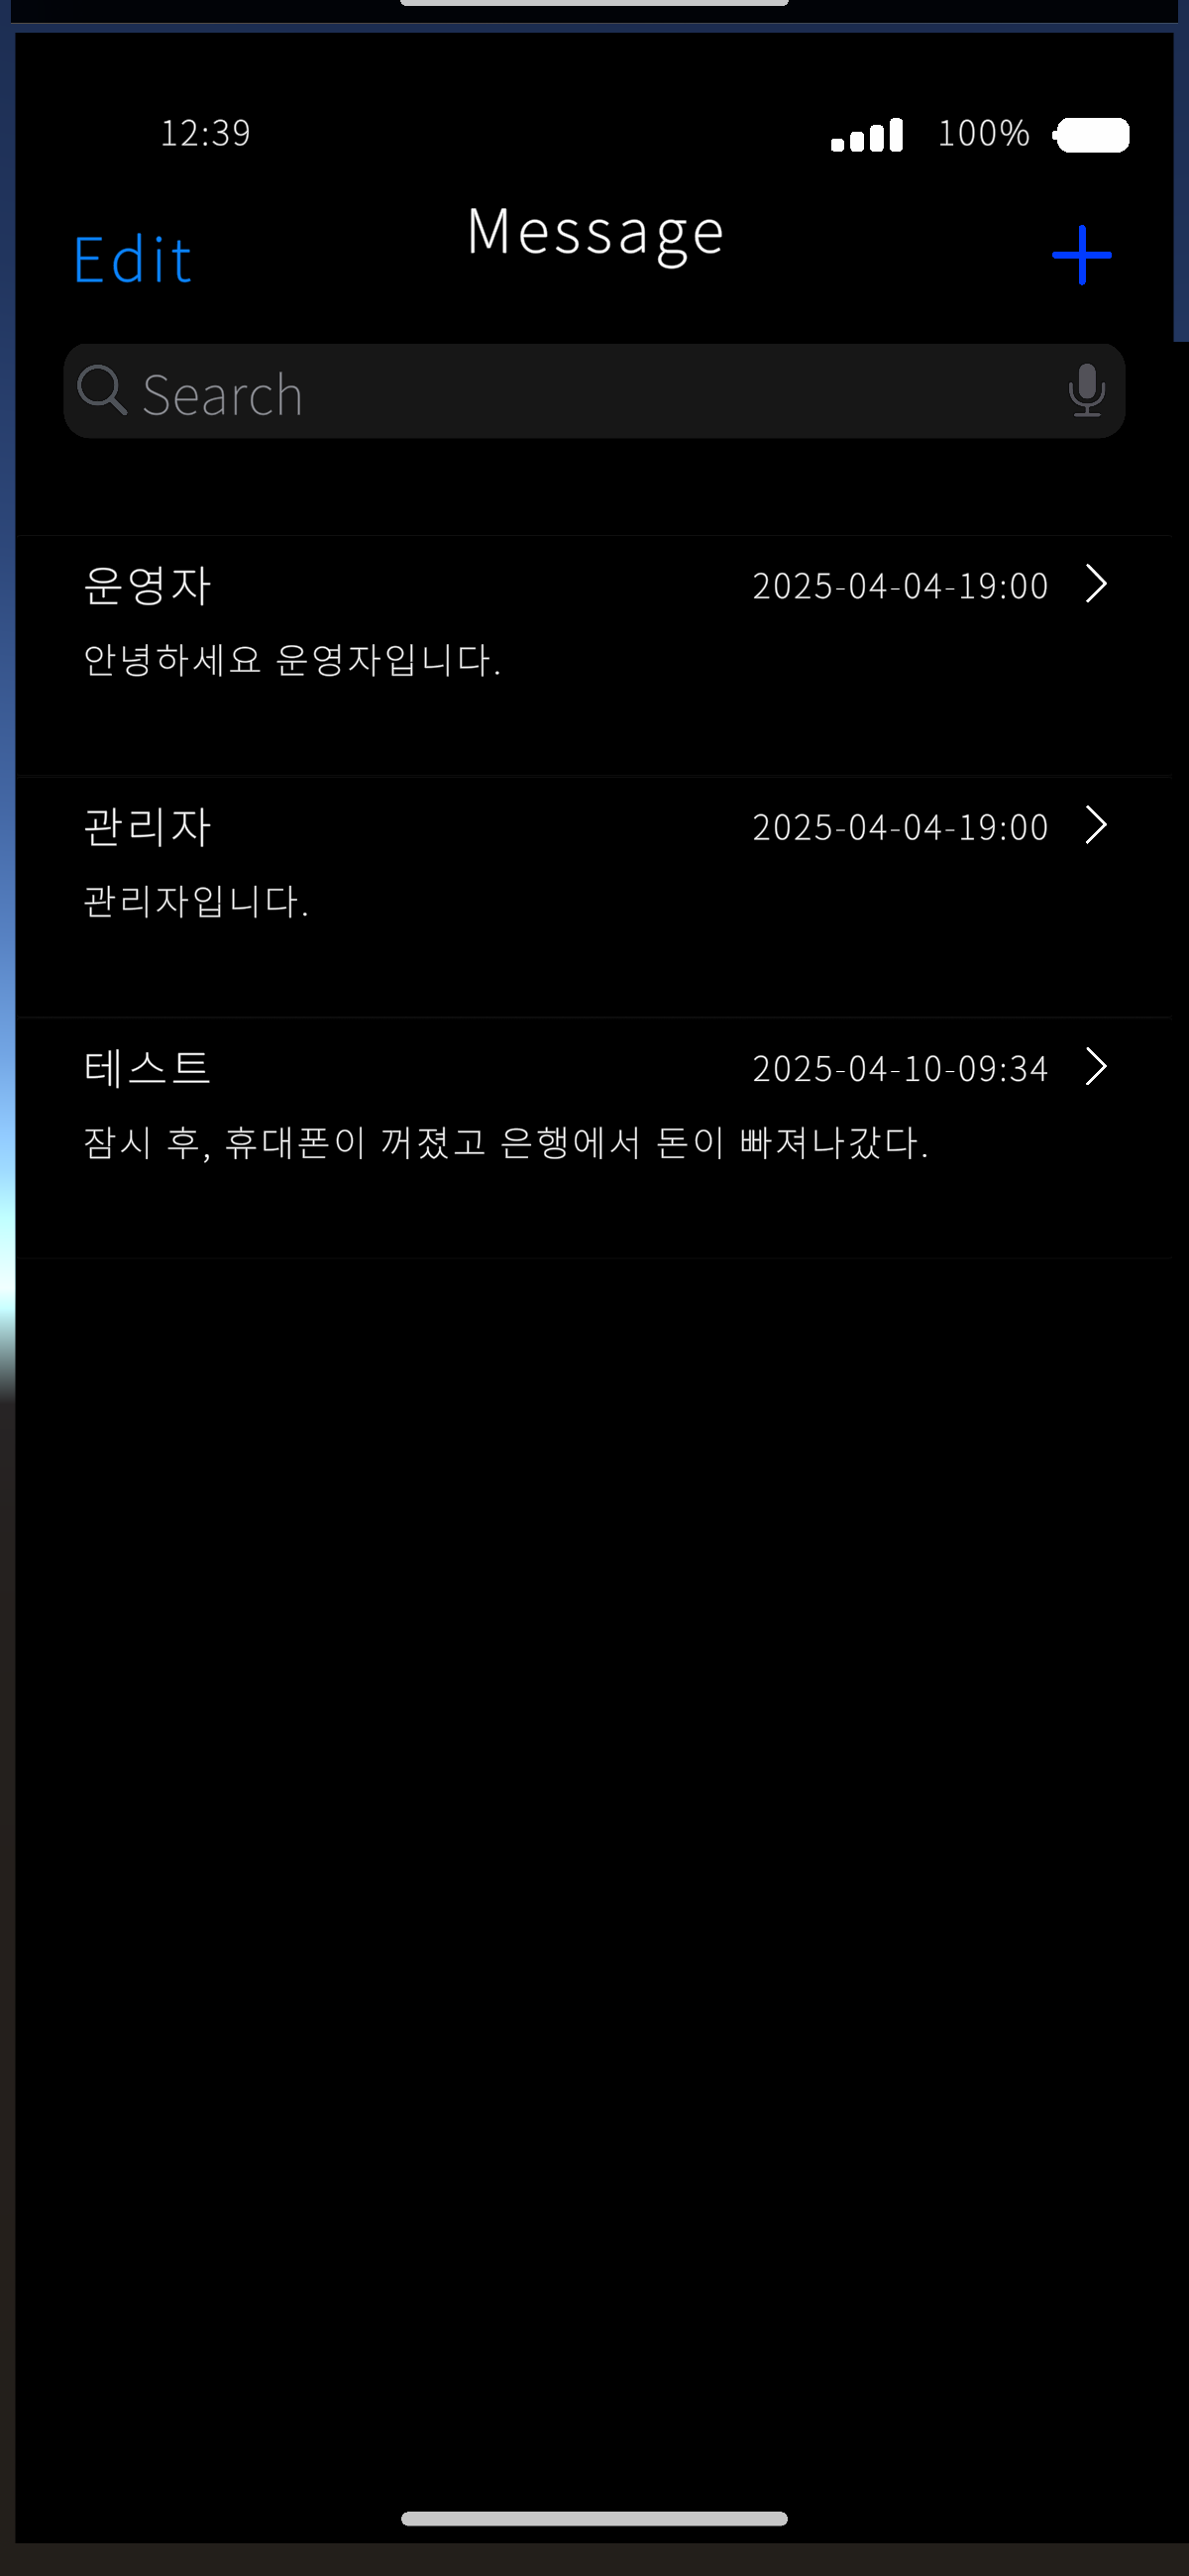 12:39 100%
Message
Edit
Search
운영자 2025-04-04-19:00
안녕하세요 운영자입니다.
관리자 2025-04-04-19:00
관리자입니다.
테스트 2025-04-10-09:34
잠시 후, 휴대폰이 꺼졌고 은행에서 돈이 빠져나갔다.